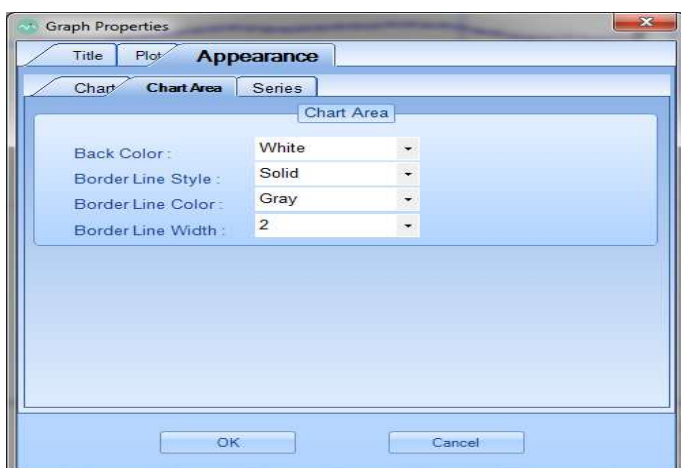 Graph Properties
Title Plot Appearance
Chart Chart Area Series
Chart Area
Back Color : White
Border Line Style : Solid
Border Line Color : Gray
Border Line Width : 2
OK Cancel